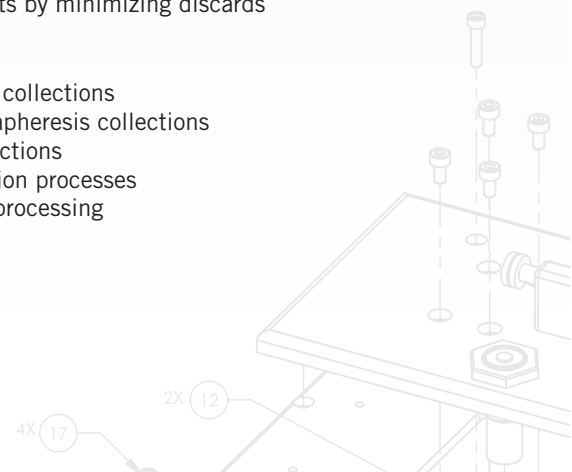 ts by minimizing discards
collections
apheresis collections
ctions
ion processes
processing
2X 12
4X 17